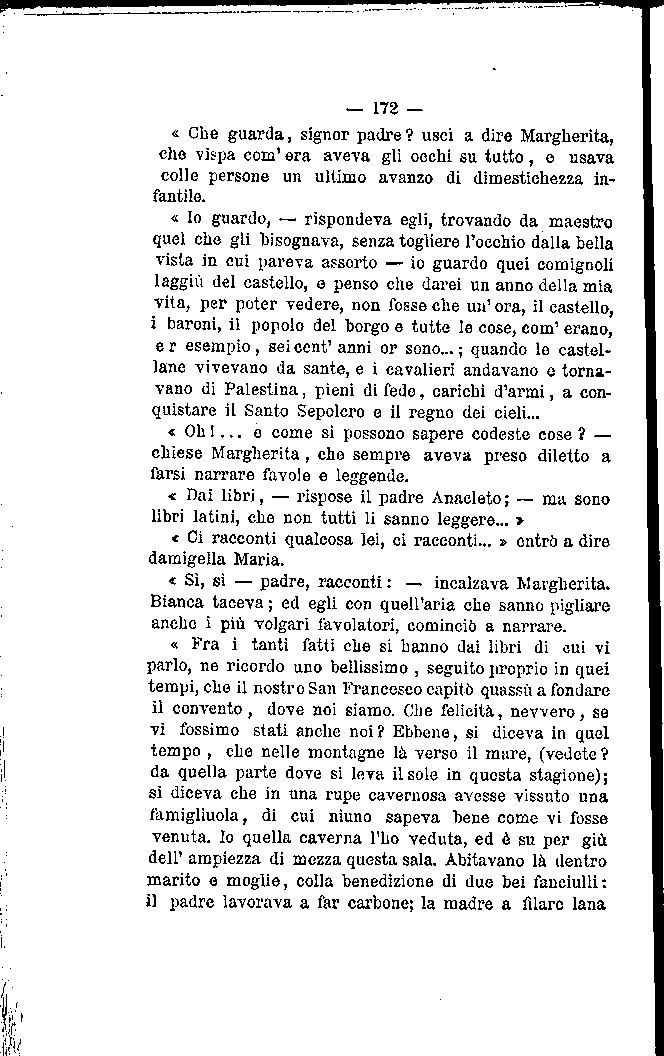 — 172 —
« Che guarda, signor padre? uscì a dire Margherita,
che vispa com' era aveva gli occhi su tutto, e usava
colle persone un ultimo avanzo di dimestichezza in-
fantile.
« Io guardo, — rispondeva egli, trovando da maestro
quel che gli bisognava, senza togliere l'occhio dalla bella
vista in cui pareva assorto — io guardo quei comignoli
laggiù del castello, e penso che darei un anno della mia
vita, per poter vedere, non fosse che un' ora, il castello,
i baroni, il popolo del borgo e tutte le cose, com' erano,
e r esempio, seicent' anni or sono...; quando le castel-
lane vivevano da sante, e i cavalieri andavano e torna-
vano di Palestina, pieni di fede, carichi d'armi, a con-
quistare il Santo Sepolcro e il regno dei cieli...
« Oh!... e come si possono sapere codeste cose? —
chiese Margherita, che sempre aveva preso diletto a
farsi narrare favole e leggende.
« Dai libri, — rispose il padre Anacleto; — ma sono
libri latini, che non tutti li sanno leggere... »
« Ci racconti qualcosa lei, ci racconti... » entrò a dire
damigella Maria.
« Sì, sì — padre, racconti: — incalzava Margherita.
Bianca taceva; ed egli con quell'aria che sanno pigliare
anche i più volgari favolatori, cominciò a narrare.
« Fra i tanti fatti che si hanno dai libri di cui vi
parlo, ne ricordo uno bellissimo, seguito proprio in quei
tempi, che il nostro San Francesco capitò quassù a fondare
il convento, dove noi siamo. Che felicità, nevvero, se
vi fossimo stati anche noi? Ebbene, si diceva in quel
tempo, che nelle montagne là verso il mare, (vedete?
da quella parte dove si leva il sole in questa stagione);
si diceva che in una rupe cavernosa avesse vissuto una
famigliuola, di cui niuno sapeva bene come vi fosse
venuta. Io quella caverna l'ho veduta, ed è su per giù
dell' ampiezza di mezza questa sala. Abitavano là dentro
marito e moglie, colla benedizione di due bei fanciulli:
il padre lavorava a far carbone; la madre a filare lana